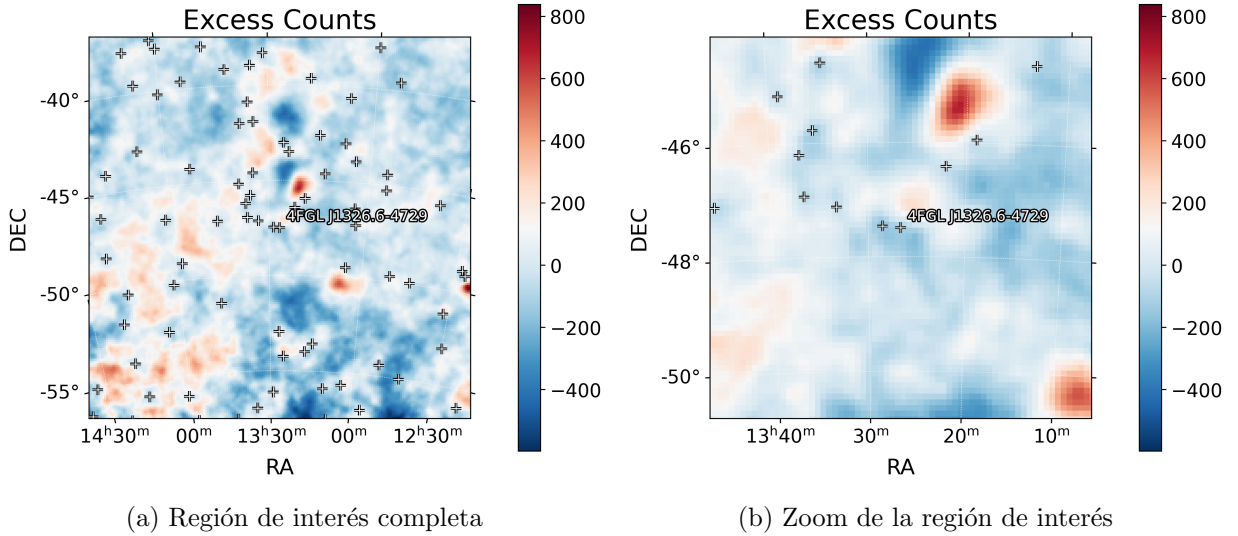 Excess Counts
800
600
400
200
0
−200
−400
-40°
-45°
-50°
-55°
DEC
4FGL J1326.6-4729
14ʰ30ᵐ 00ᵐ 13ʰ30ᵐ 00ᵐ 12ʰ30ᵐ
RA
(a) Región de interés completa
Excess Counts
800
600
400
200
0
−200
−400
-46°
-48°
-50°
DEC
4FGL J1326.6-4729
13ʰ40ᵐ 30ᵐ 20ᵐ 10ᵐ
RA
(b) Zoom de la región de interés